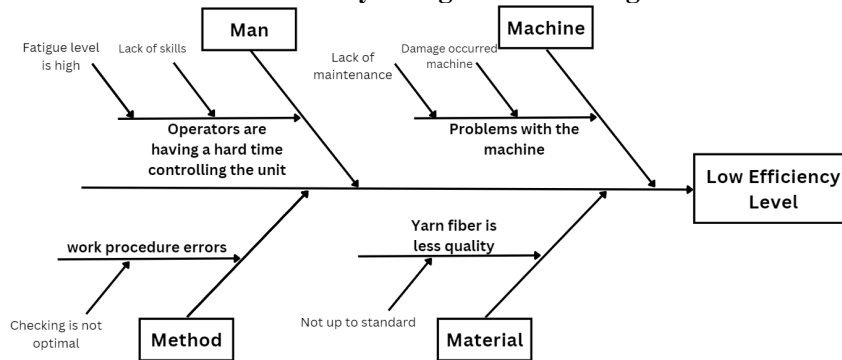 Man
Machine
Fatigue level
is high
Lack of skills
Lack of
maintenance
Damage occurred
machine
Operators are
having a hard time
controlling the unit
Problems with the
machine
Low Efficiency
Level
work procedure errors
Yarn fiber is
less quality
Checking is not
optimal
Not up to standard
Method
Material